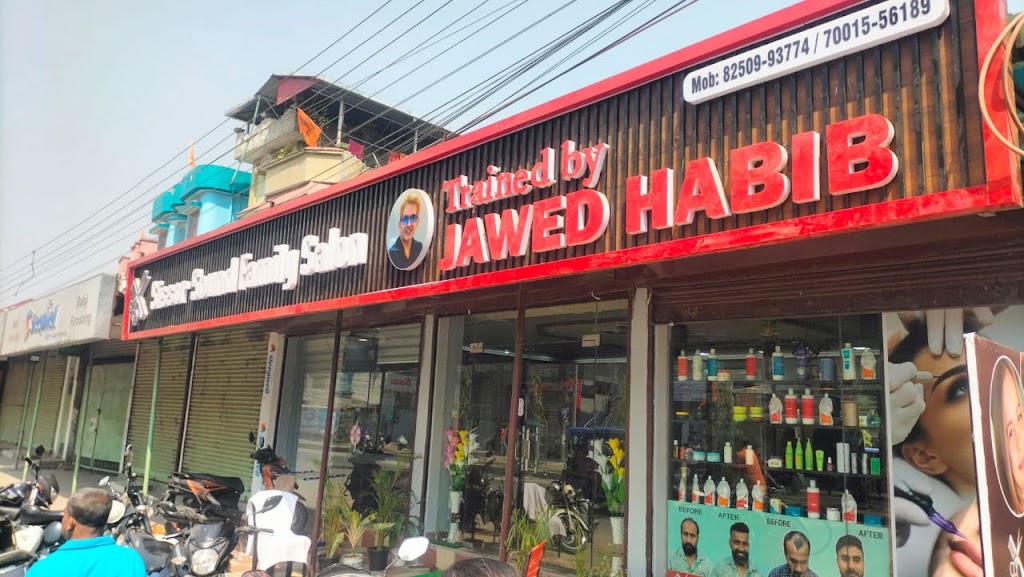 Mob: 82509-93774 / 70015-56189
Trained by
JAWED HABIB
Family Salon
BEFORE
AFTER
BEFORE
AFTER